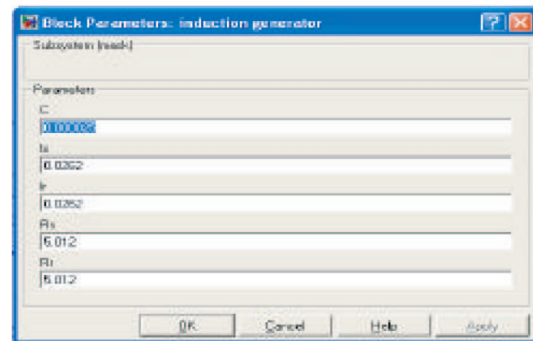 Block Parameters: induction generator
Subsystem (mask)
Parameters
C
ls
0.0262
lr
0.0262
Rs
5.012
Rr
5.012
OK Cancel Help Apply